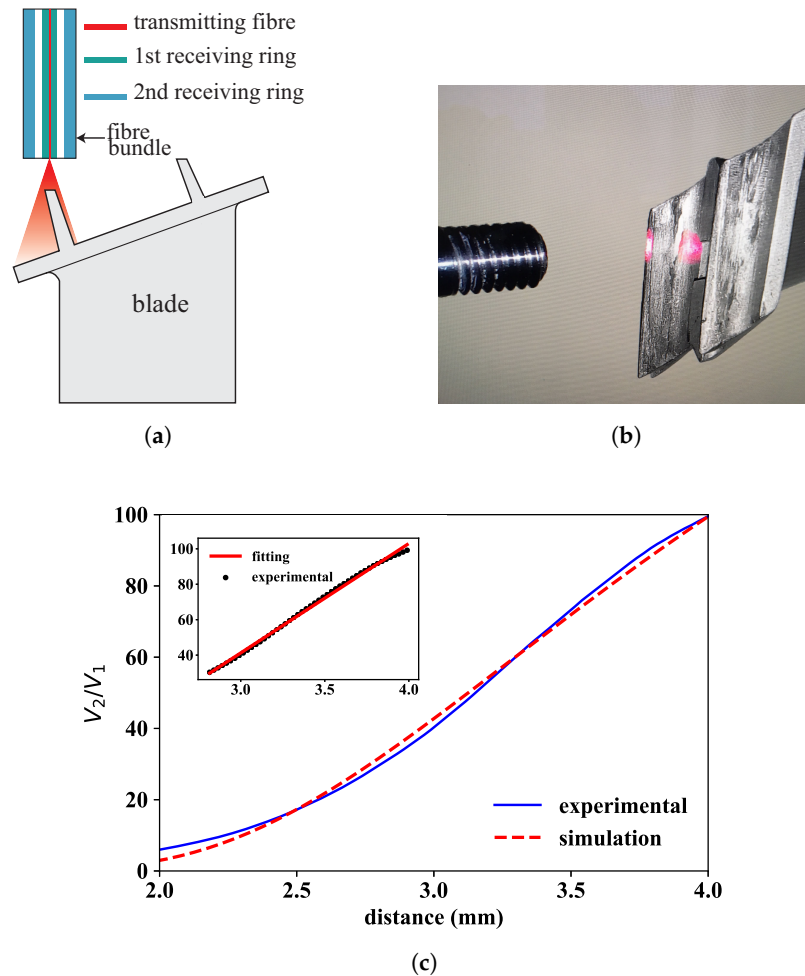 transmitting fibre
1st receiving ring
2nd receiving ring
fibre
bundle
blade
(a)
(b)
100
80
60
40
20
0
V2/V1
2.0
2.5
3.0
3.5
4.0
distance (mm)
experimental
simulation
100
80
60
40
3.0
3.5
4.0
fitting
experimental
(c)